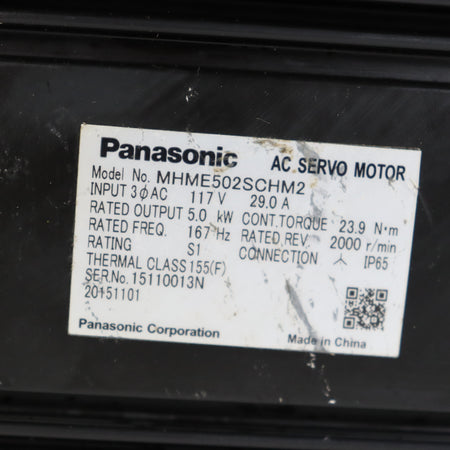 Panasonic AC SERVO MOTOR
Model No. MHME502SCHM2
INPUT 3φAC 117 V 29.0 A
RATED OUTPUT 5.0 kW CONT.TORQUE 23.9 N·m
RATED FREQ. 167 Hz RATED REV. 2000 r/min
RATING S1 CONNECTION 人 IP65
THERMAL CLASS 155(F)
SER.No. 15110013N
20151101
Panasonic Corporation Made in China